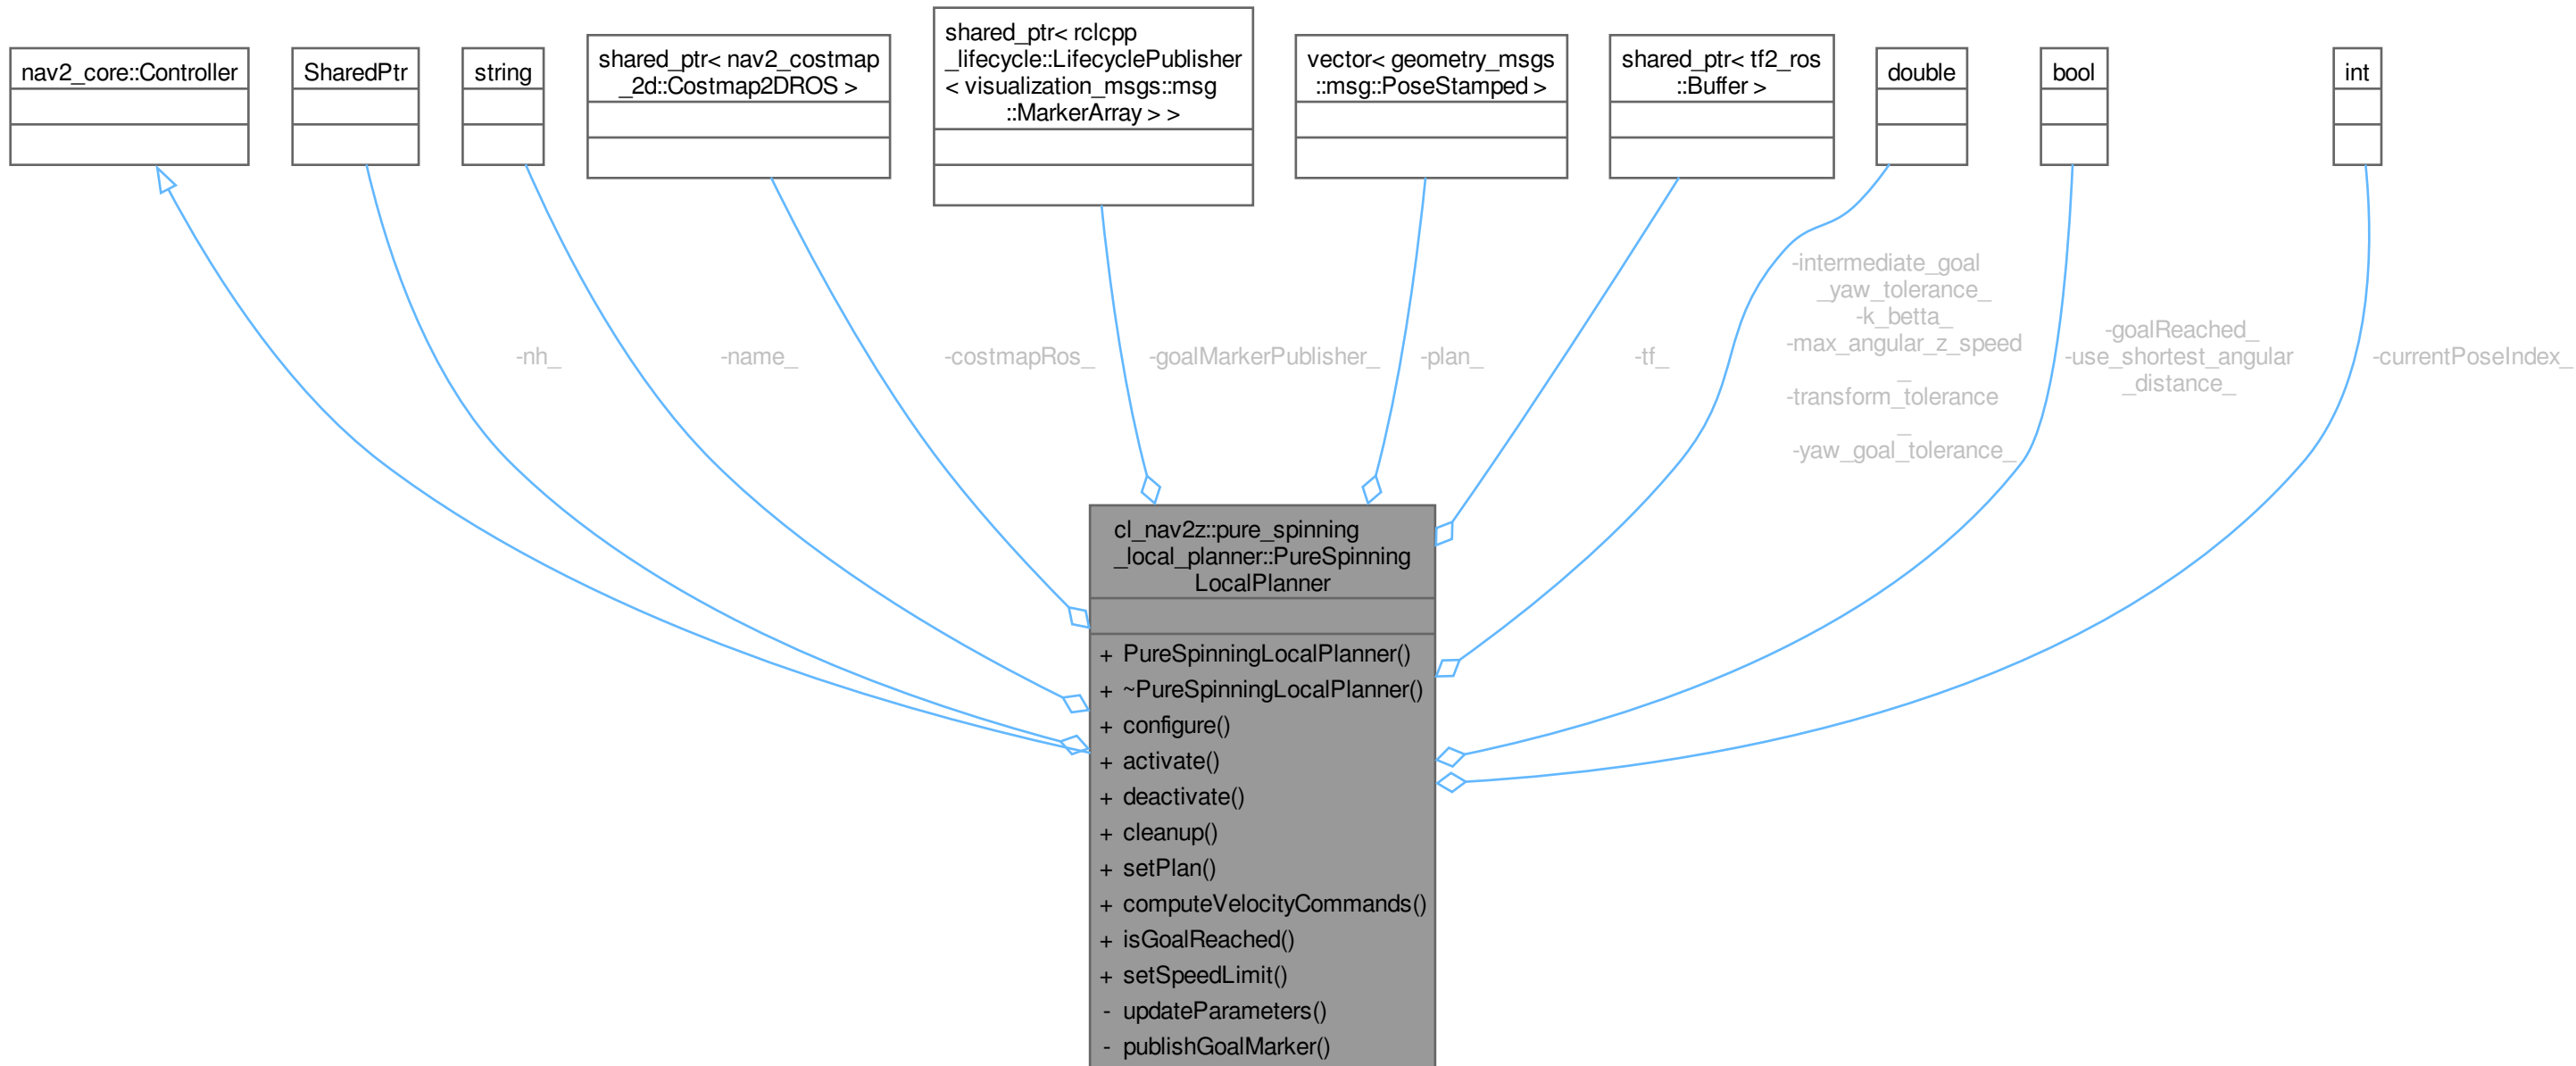 nav2_core::Controller
SharedPtr
string
shared_ptr< nav2_costmap
_2d::Costmap2DROS >
shared_ptr< rclcpp
_lifecycle::LifecyclePublisher
< visualization_msgs::msg
::MarkerArray > >
vector< geometry_msgs
::msg::PoseStamped >
shared_ptr< tf2_ros
::Buffer >
double
bool
int
-nh_
-name_
-costmapRos_
-goalMarkerPublisher_
-plan_
-tf_
-intermediate_goal
_yaw_tolerance_
-k_betta_
-max_angular_z_speed
_
-transform_tolerance
_
-yaw_goal_tolerance_
-goalReached_
-use_shortest_angular
_distance_
-currentPoseIndex_
cl_nav2z::pure_spinning
_local_planner::PureSpinning
LocalPlanner
+ PureSpinningLocalPlanner()
+ ~PureSpinningLocalPlanner()
+ configure()
+ activate()
+ deactivate()
+ cleanup()
+ setPlan()
+ computeVelocityCommands()
+ isGoalReached()
+ setSpeedLimit()
- updateParameters()
- publishGoalMarker()